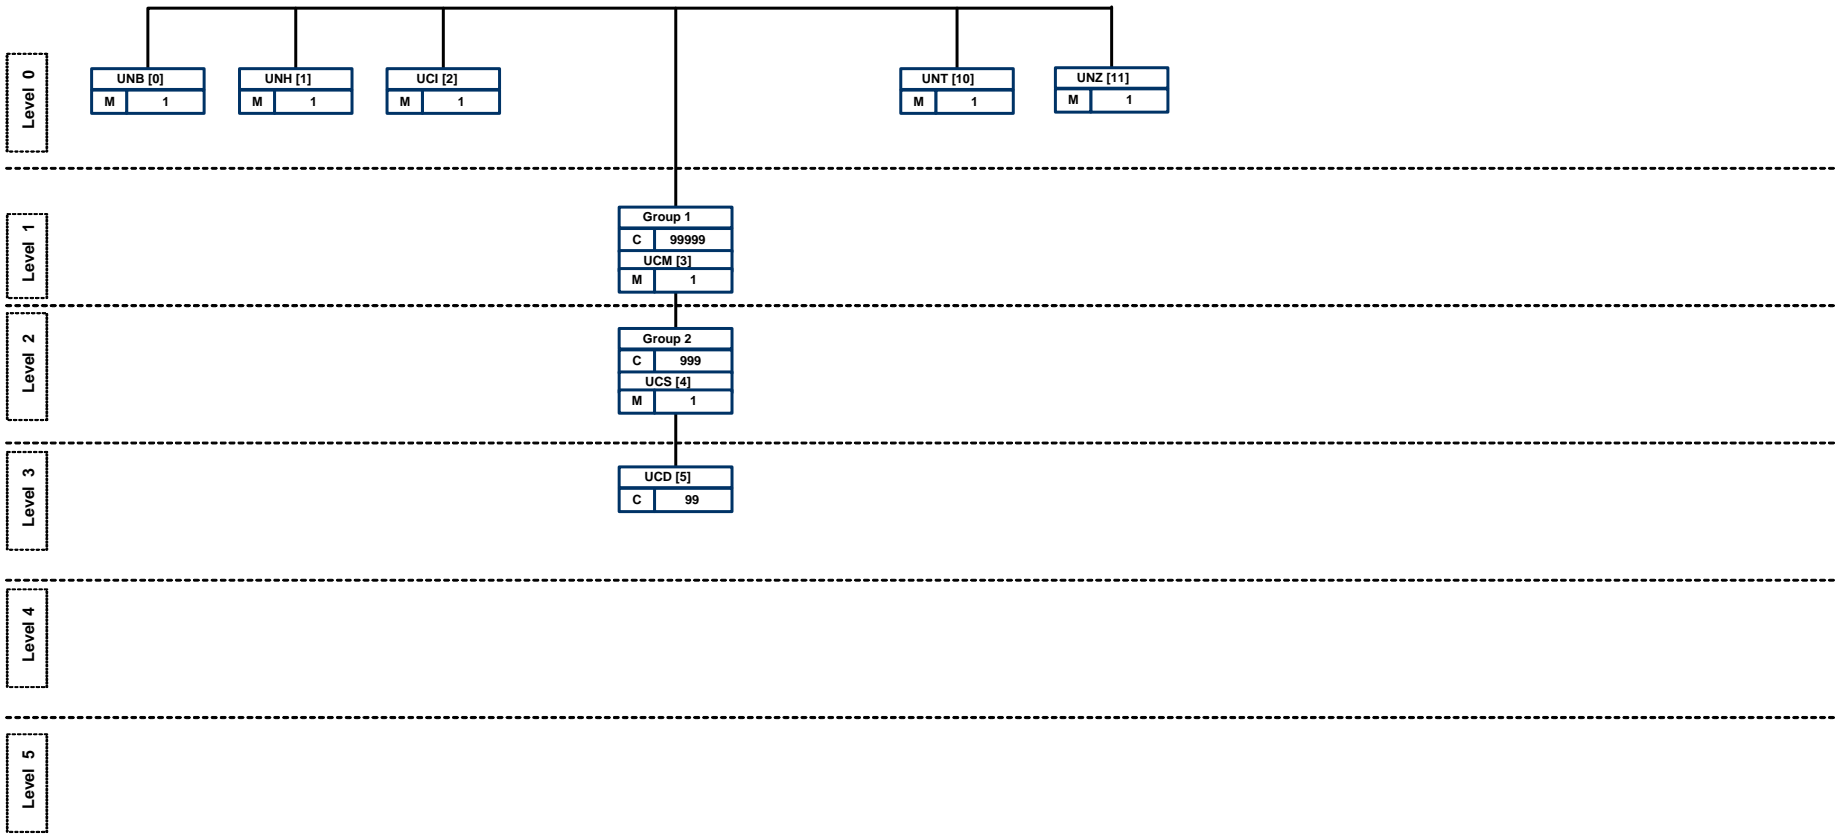 Level 0
UNB [0]
M 1
UNH [1]
M 1
UCI [2]
M 1
UNT [10]
M 1
UNZ [11]
M 1
Level 1
Group 1
C 99999
UCM [3]
M 1
Level 2
Group 2
C 999
UCS [4]
M 1
Level 3
UCD [5]
C 99
Level 4
Level 5